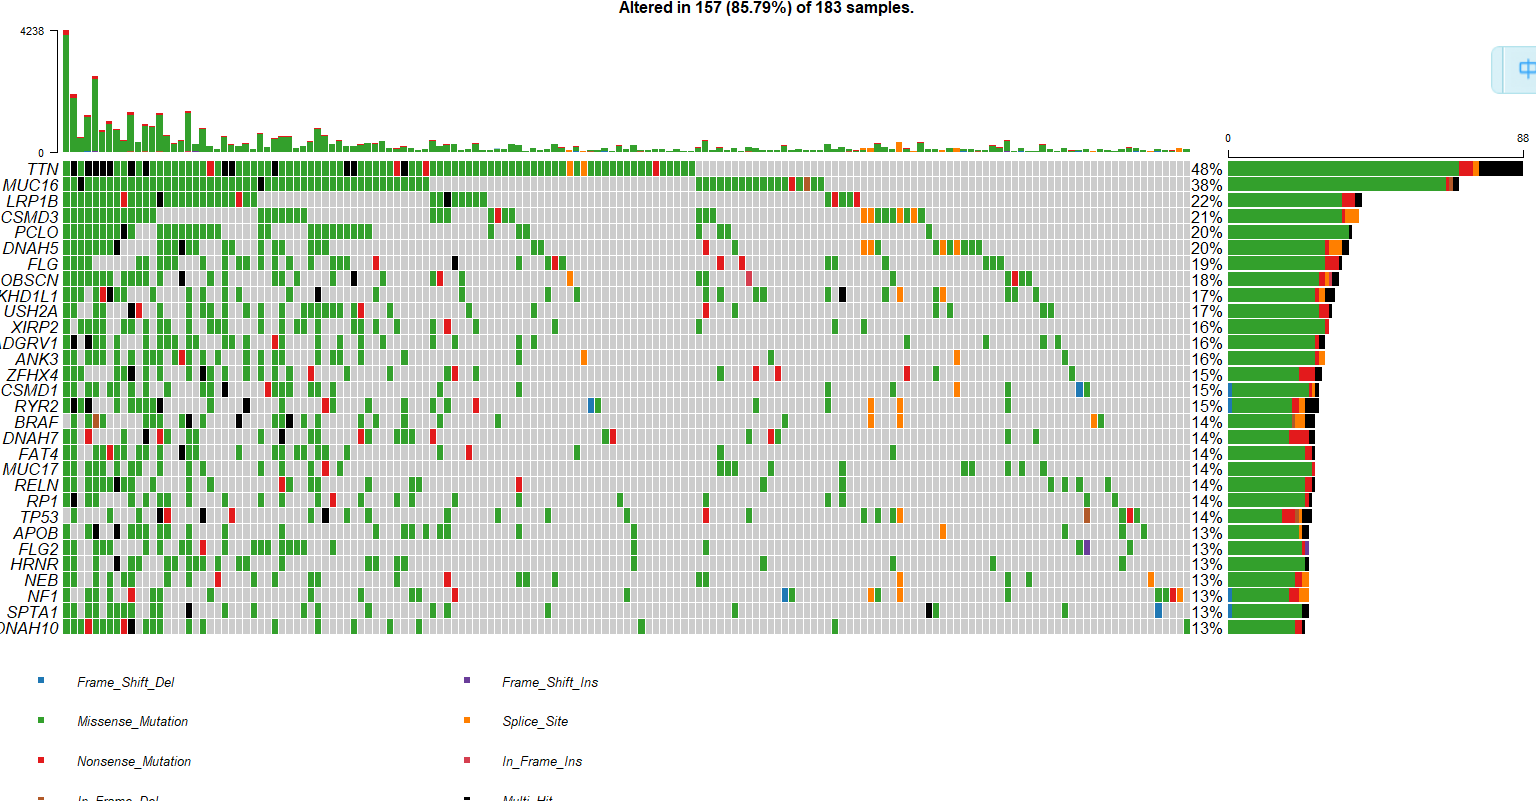 Altered in 157 (85.79%) of 183 samples.
4238
0
0
88
TTN 48%
MUC16 38%
LRP1B 22%
CSMD3 21%
PCLO 20%
DNAH5 20%
FLG 19%
OBSCN 18%
KHD1L1 17%
USH2A 17%
XIRP2 16%
ADGRV1 16%
ANK3 16%
ZFHX4 15%
CSMD1 15%
RYR2 15%
BRAF 14%
DNAH7 14%
FAT4 14%
MUC17 14%
RELN 14%
RP1 14%
TP53 14%
APOB 13%
FLG2 13%
HRNR 13%
NEB 13%
NF1 13%
SPTA1 13%
DNAH10 13%
Frame_Shift_Del
Frame_Shift_Ins
Missense_Mutation
Splice_Site
Nonsense_Mutation
In_Frame_Ins
In_Frame_Del
Multi_Hit